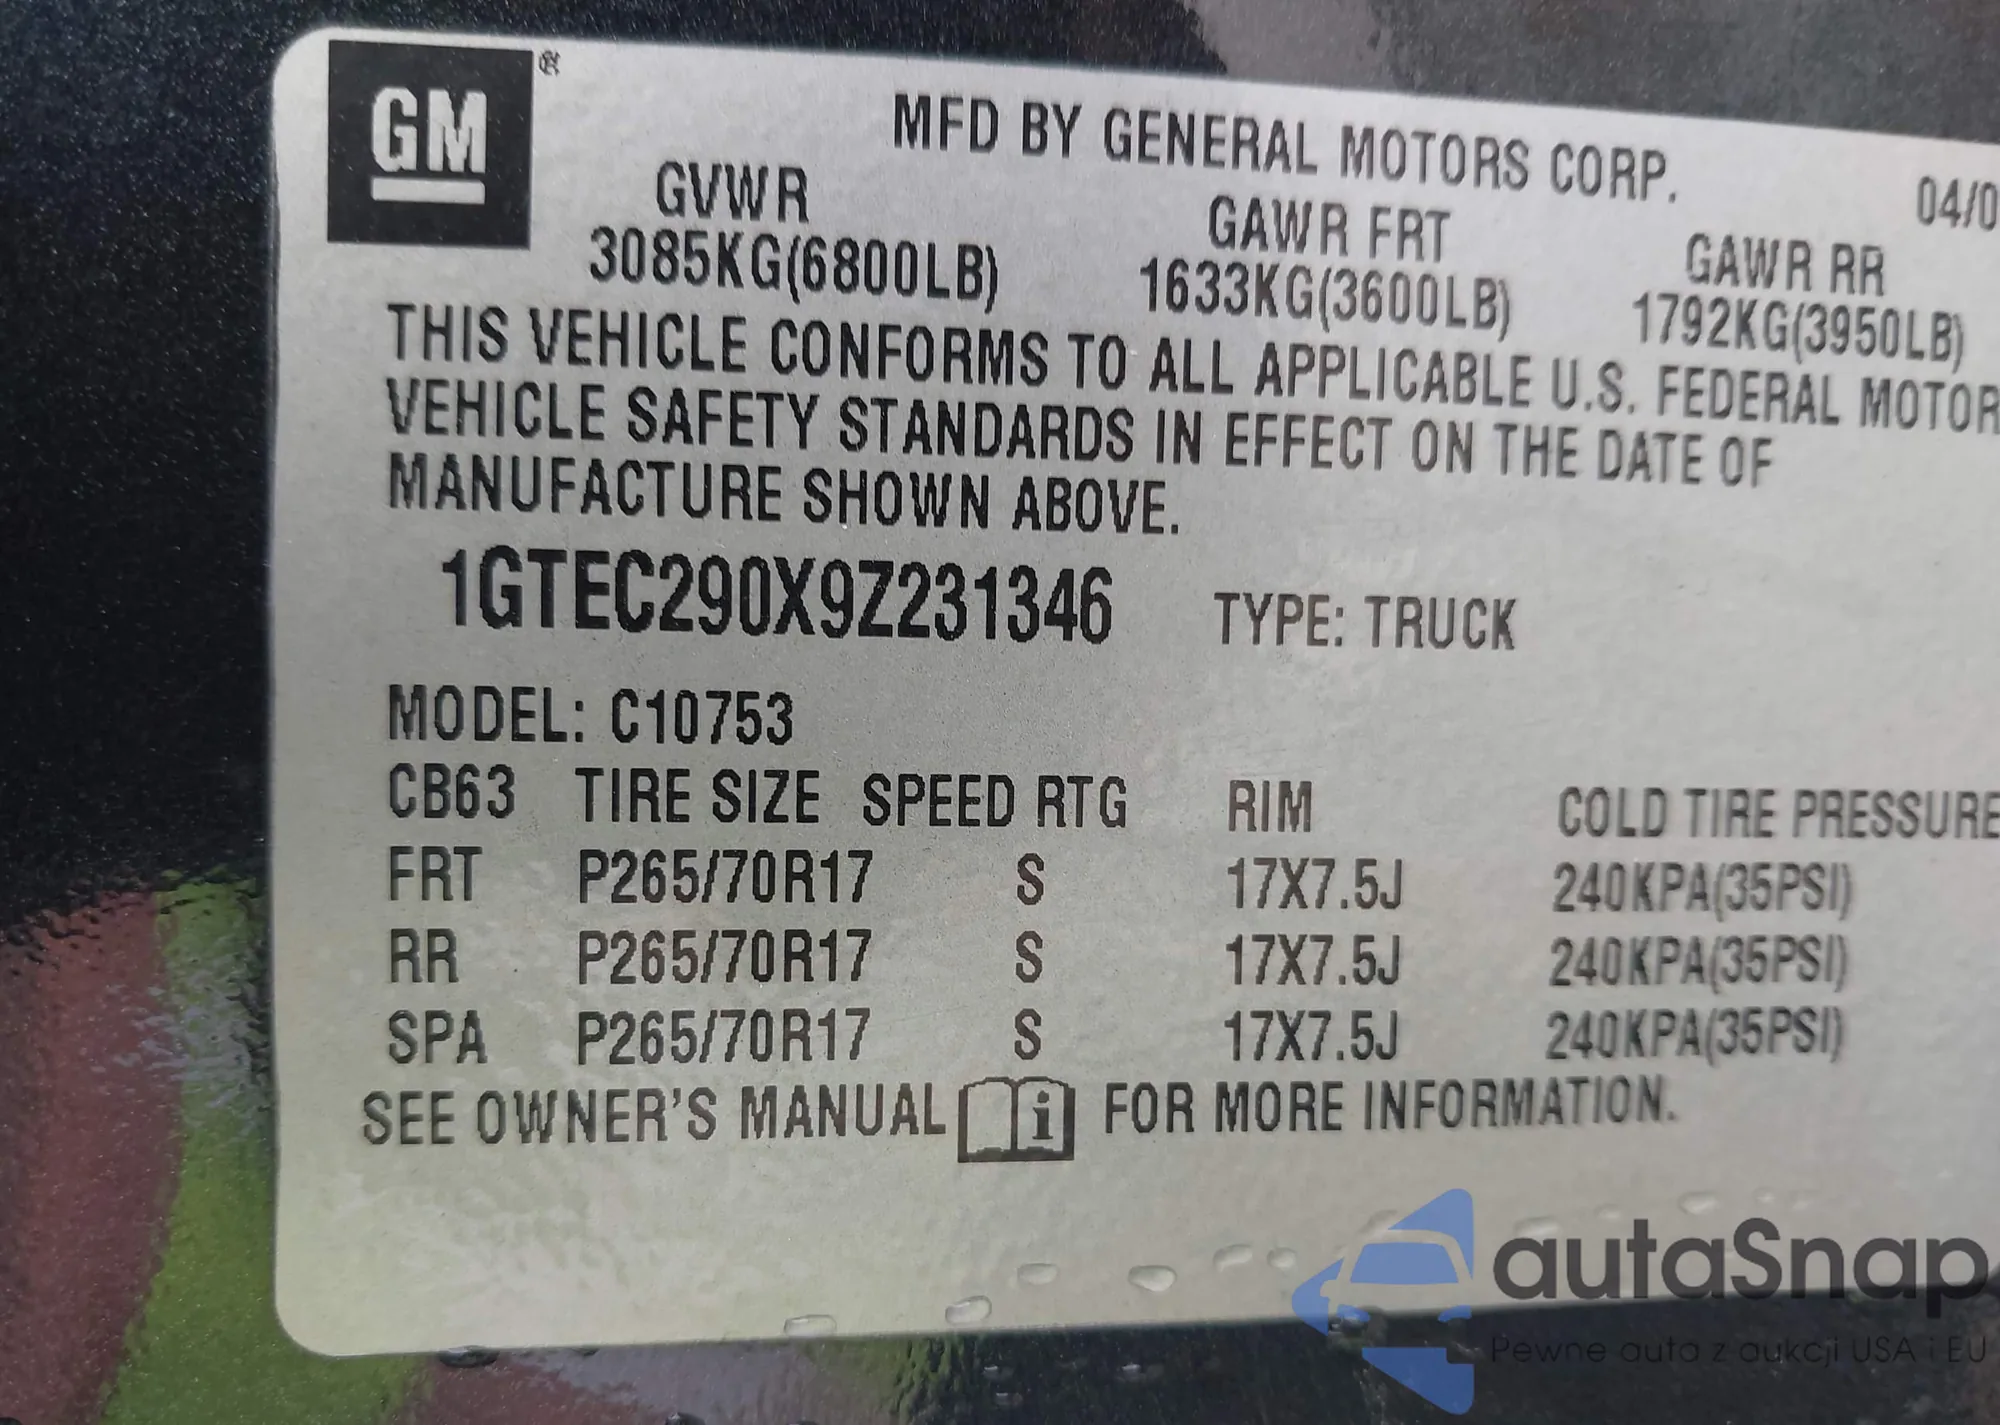 GM
MFD BY GENERAL MOTORS CORP. 04/0
GVWR GAWR FRT GAWR RR
3085KG(6800LB) 1633KG(3600LB) 1792KG(3950LB)
THIS VEHICLE CONFORMS TO ALL APPLICABLE U.S. FEDERAL MOTOR
VEHICLE SAFETY STANDARDS IN EFFECT ON THE DATE OF
MANUFACTURE SHOWN ABOVE.
1GTEC290X9Z231346 TYPE: TRUCK
MODEL: C10753
CB63 TIRE SIZE SPEED RTG RIM COLD TIRE PRESSURE
FRT P265/70R17 S 17X7.5J 240KPA(35PSI)
RR P265/70R17 S 17X7.5J 240KPA(35PSI)
SPA P265/70R17 S 17X7.5J 240KPA(35PSI)
SEE OWNER'S MANUAL i FOR MORE INFORMATION.
autaSnap
Pewne auta z aukcji USA i EU